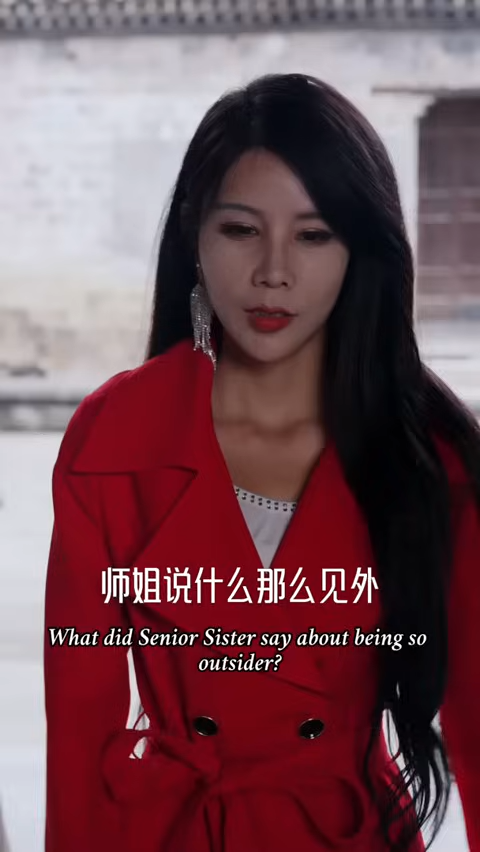 师姐说什么那么见外
What did Senior Sister say about being so
outsider?